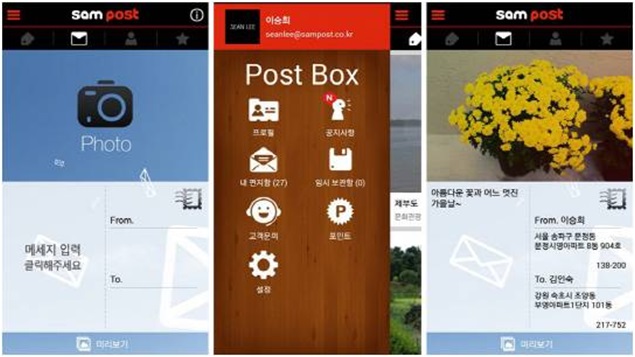 sam post
Photo
메세지 입력
클릭해주세요
From.
To.
미리보기
SEAN LEE
이승희
seanlee@sampost.co.kr
Post Box
프로필
N
공지사항
내 편지함 (27)
임시 보관함 (0)
고객문의
P
포인트
설정
제부도
문화관광
sam post
아름다운 꽃과 어느 멋진
가을날~
From. 이승희
서울 송파구 문정동
문정시영아파트 8동 904호
138-200
To. 김인숙
강원 속초시 조양동
부영아파트1단지 101동
217-752
미리보기